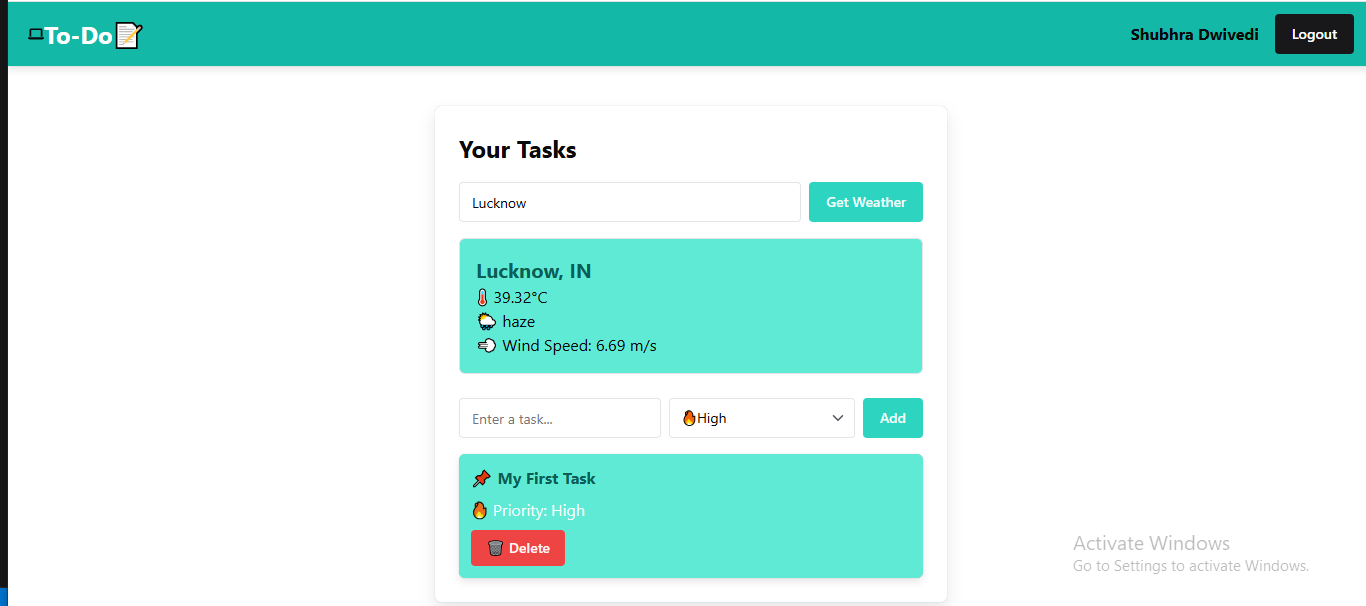 💻To-Do📝
Shubhra Dwivedi
Logout
Your Tasks
Lucknow
Get Weather
Lucknow, IN
🌡️ 39.32°C
🌦️ haze
💨 Wind Speed: 6.69 m/s
Enter a task...
🔥High
Add
📌 My First Task
🔥 Priority: High
🗑️ Delete
Activate Windows
Go to Settings to activate Windows.